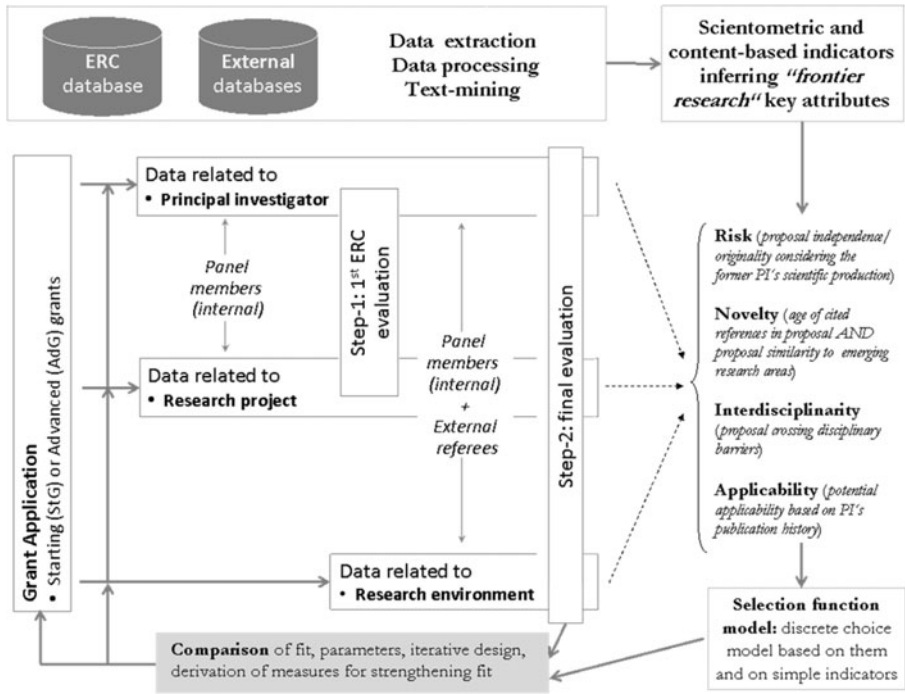 ERC
database
External
databases
Data extraction
Data processing
Text-mining
Scientometric and
content-based indicators
inferring “frontier
research“ key attributes
Grant Application
• Starting (StG) or Advanced (AdG) grants
Data related to
• Principal investigator
Panel
members
(internal)
Step-1: 1st ERC
evaluation
Data related to
• Research project
Panel
members
(internal)
+
External
referees
Step-2: final evaluation
Data related to
• Research environment
Risk (proposal independence/
originality considering the
former PI´s scientific production)
Novelty (age of cited
references in proposal AND
proposal similarity to emerging
research areas)
Interdisciplinarity
(proposal crossing disciplinary
barriers)
Applicability (potential
applicability based on PI´s
publication history)
Selection function
model: discrete choice
model based on them
and on simple indicators
Comparison of fit, parameters, iterative design,
derivation of measures for strengthening fit